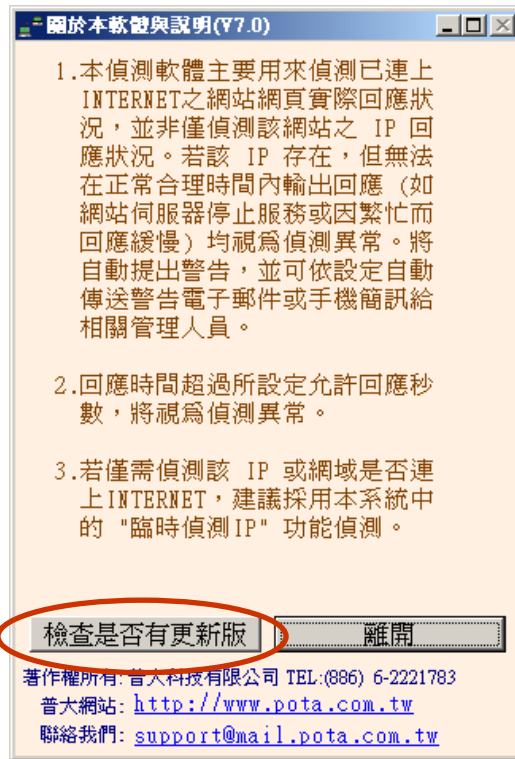 關於本軟體與說明(V7.0)
1.本偵測軟體主要用來偵測已連上
INTERNET之網站網頁實際回應狀
況，並非僅偵測該網站之 IP 回
應狀況。若該 IP 存在，但無法
在正常合理時間內輸出回應 (如
網站伺服器停止服務或因繁忙而
回應緩慢) 均視為偵測異常。將
自動提出警告，並可依設定自動
傳送警告電子郵件或手機簡訊給
相關管理人員。
2.回應時間超過所設定允許回應秒
數，將視為偵測異常。
3.若僅需偵測該 IP 或網域是否連
上INTERNET，建議採用本系統中
的 "臨時偵測IP" 功能偵測。
檢查是否有更新版
離開
著作權所有:普大科技有限公司 TEL:(886) 6-2221783
普大網站: http://www.pota.com.tw
聯絡我們: support@mail.pota.com.tw